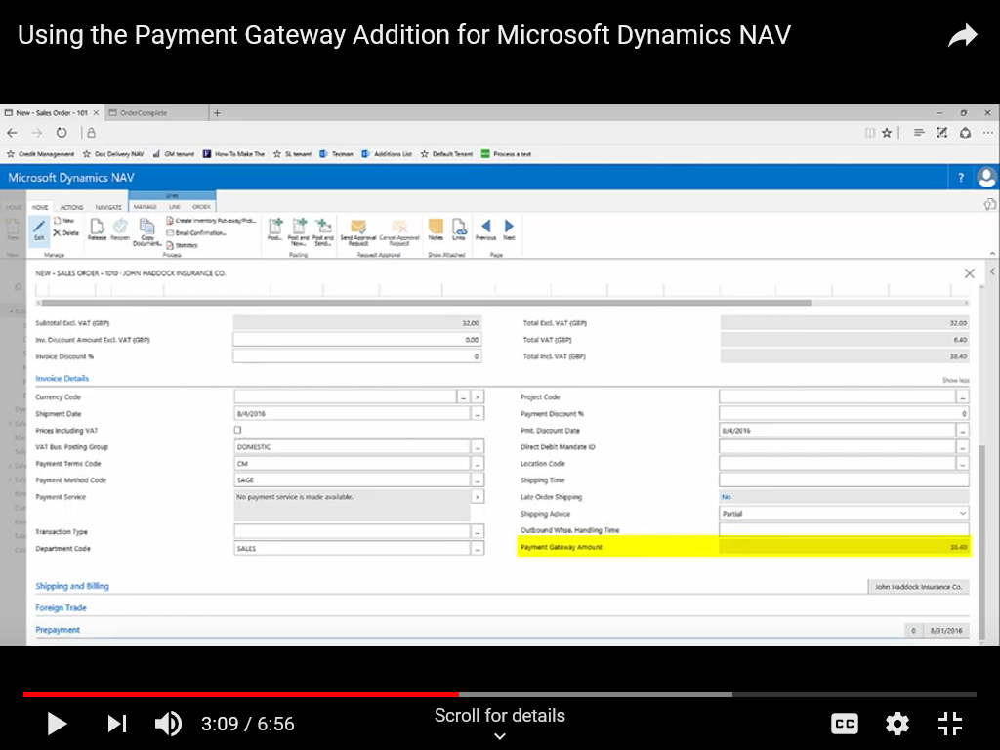 Using the Payment Gateway Addition for Microsoft Dynamics NAV
New - Sales Order - 101 OrderComplete
Credit Management Doc Delivery NAV GM tenant How To Make The SL tenant Tecman Additions List Default Tenant Process a test
Microsoft Dynamics NAV ?
Lines
HOME HOME ACTIONS NAVIGATE MANAGE LINE ORDER
New Edit New Delete Release Reopen Copy Document... Create Inventory Put-away/Pick... Email Confirmation... Statistics Post... Post and New... Post and Send... Send Approval Request Cancel Approval Request Notes Links Previous Next
New Manage Process Posting Request Approval Show Attached Page
NEW - SALES ORDER - 1010 · JOHN HADDOCK INSURANCE CO.
Subtotal Excl. VAT (GBP) 32.00 Total Excl. VAT (GBP) 32.00
Inv. Discount Amount Excl. VAT (GBP) 0.00 Total VAT (GBP) 6.40
Invoice Discount % 0 Total Incl. VAT (GBP) 38.40
Invoice Details Show less
Currency Code Project Code
Shipment Date 8/4/2016 Payment Discount % 0
Prices Including VAT Pmt. Discount Date 8/4/2016
VAT Bus. Posting Group DOMESTIC Direct Debit Mandate ID
Payment Terms Code CM Location Code
Payment Method Code SAGE Shipping Time
Payment Service No payment service is made available. Late Order Shipping No
Shipping Advice Partial
Transaction Type Outbound Whse. Handling Time
Department Code SALES Payment Gateway Amount 38.40
Shipping and Billing John Haddock Insurance Co.
Foreign Trade
Prepayment 0 8/31/2016
3:09 / 6:56 Scroll for details CC